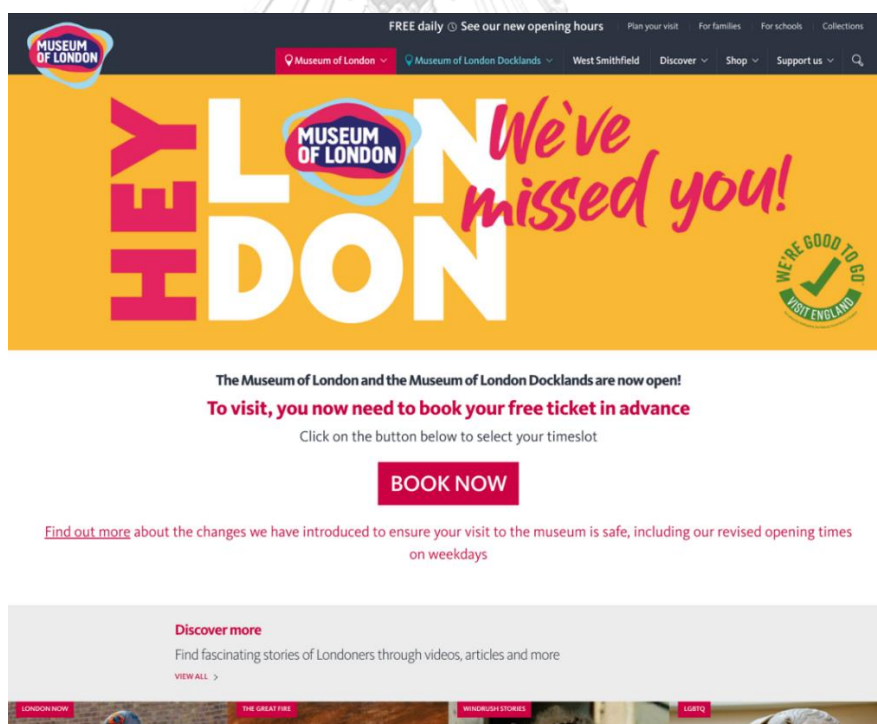 FREE daily See our new opening hours Plan your visit For families For schools Collections
MUSEUM
OF LONDON
Museum of London Museum of London Docklands West Smithfield Discover Shop Support us
HEY
LONDON
MUSEUM
OF LONDON
We've
missed you!
WE'RE GOOD TO GO
VISIT ENGLAND
The Museum of London and the Museum of London Docklands are now open!
To visit, you now need to book your free ticket in advance
Click on the button below to select your timeslot
BOOK NOW
Find out more about the changes we have introduced to ensure your visit to the museum is safe, including our revised opening times
on weekdays
Discover more
Find fascinating stories of Londoners through videos, articles and more
VIEW ALL >
LONDON NOW
THE GREAT FIRE
WINDRUSH STORIES
LGBTQ